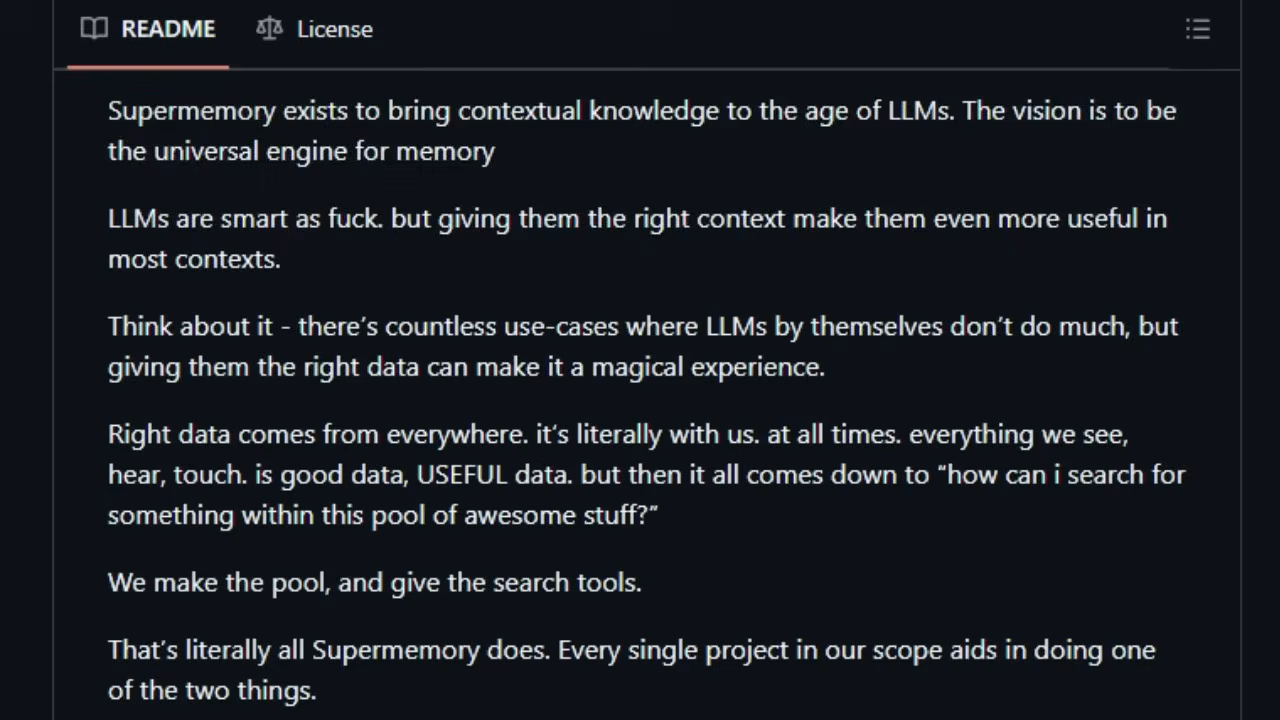 README License
Supermemory exists to bring contextual knowledge to the age of LLMs. The vision is to be
the universal engine for memory
LLMs are smart as fuck. but giving them the right context make them even more useful in
most contexts.
Think about it - there’s countless use-cases where LLMs by themselves don’t do much, but
giving them the right data can make it a magical experience.
Right data comes from everywhere. it’s literally with us. at all times. everything we see,
hear, touch. is good data, USEFUL data. but then it all comes down to “how can i search for
something within this pool of awesome stuff?”
We make the pool, and give the search tools.
That’s literally all Supermemory does. Every single project in our scope aids in doing one
of the two things.